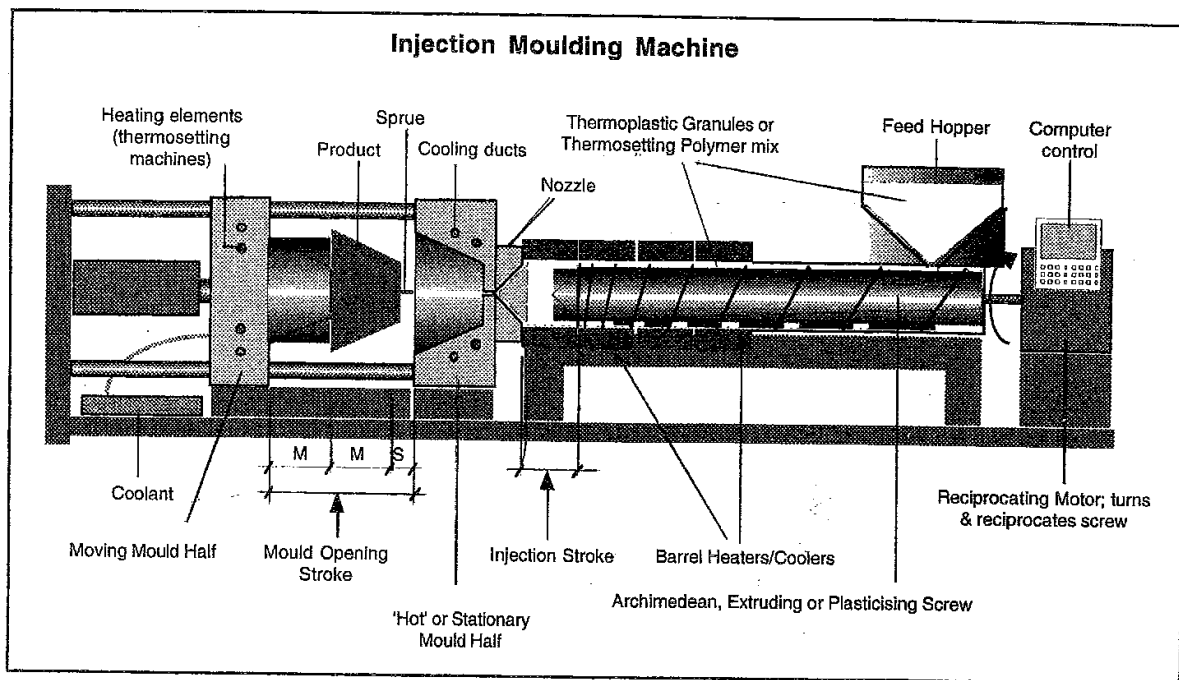 Injection Moulding Machine
Heating elements
(thermosetting
machines)
Product
Sprue
Cooling ducts
Nozzle
Thermoplastic Granules or
Thermosetting Polymer mix
Feed Hopper
Computer
control
M
M
S
Coolant
Moving Mould Half
Mould Opening
Stroke
'Hot' or Stationary
Mould Half
Injection Stroke
Barrel Heaters/Coolers
Archimedean, Extruding or Plasticising Screw
Reciprocating Motor; turns
& reciprocates screw